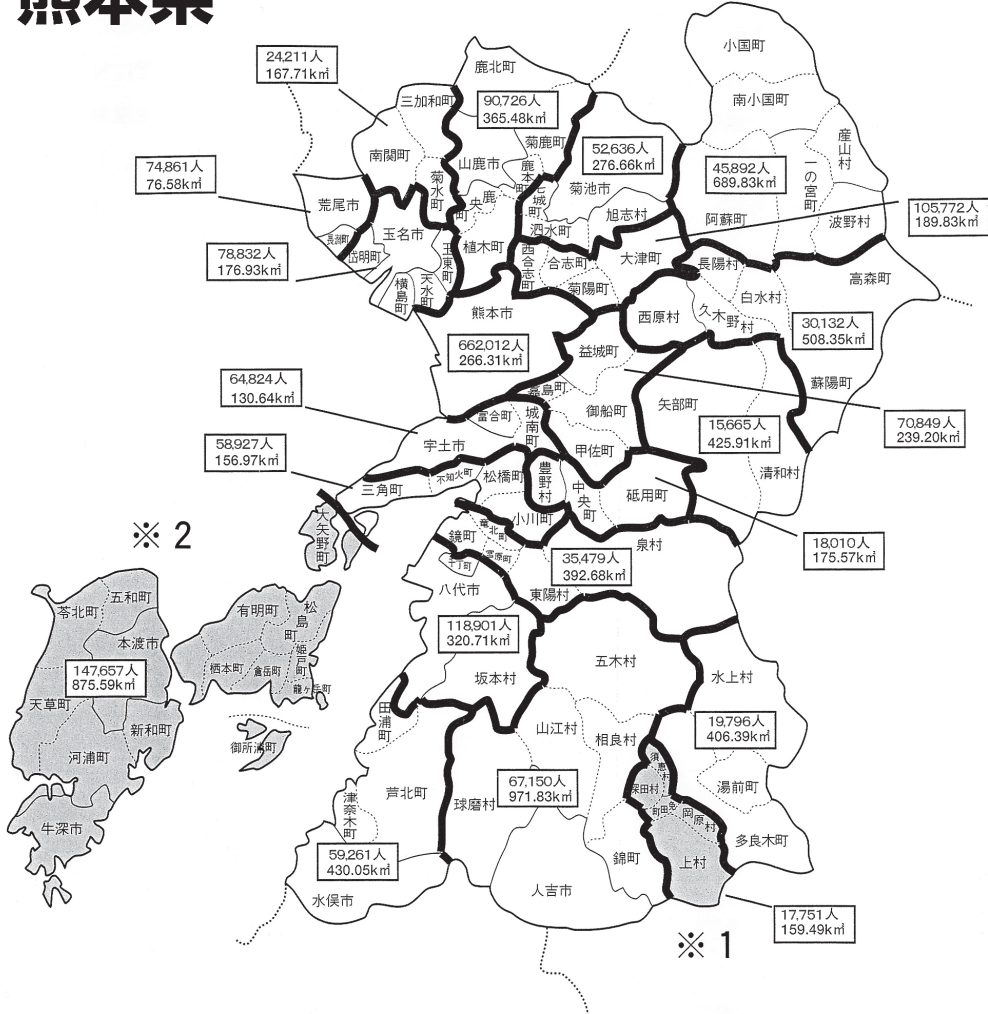 熊本県
24,211人
167.71k㎡
鹿北町
小国町
三加和町
90,726人
365.48k㎡
南小国町
産山村
南関町
菊鹿町
52,636人
276.66k㎡
45,892人
689.83k㎡
一の宮町
74,861人
76.58k㎡
菊水町
山鹿市
鹿本町
七城町
菊池市
荒尾市
鹿央町
旭志村
阿蘇町
波野村
105,772人
189.83k㎡
長洲町
玉名市
泗水町
岱明町
玉東町
植木町
西合志町
合志町
大津町
長陽村
高森町
78,832人
176.93k㎡
横島町
天水町
菊陽町
白水村
熊本市
西原村
久木野村
30,132人
508.35k㎡
662,012人
266.31k㎡
益城町
64,824人
130.64k㎡
嘉島町
蘇陽町
富合町
城南町
御船町
矢部町
15,665人
425.91k㎡
70,849人
239.20k㎡
58,927人
156.97k㎡
宇土市
甲佐町
清和村
三角町
不知火町
松橋町
豊野村
中央町
砥用町
大矢野町
小川町
※2
鏡町
竜北町
宮原町
泉村
18,010人
175.57k㎡
35,479人
392.68k㎡
千丁町
八代市
東陽村
苓北町
五和町
有明町
松島町
118,901人
320.71k㎡
本渡市
姫戸町
五木村
147,657人
875.59k㎡
栖本町
倉岳町
龍ヶ岳町
坂本村
水上村
天草町
新和町
田浦町
山江村
相良村
19,796人
406.39k㎡
河浦町
御所浦町
須恵村
67,150人
971.83k㎡
深田村
湯前町
津奈木町
芦北町
球磨村
免田町
岡原村
牛深市
多良木町
59,261人
430.05k㎡
錦町
上村
水俣市
人吉市
17,751人
159.49k㎡
※1